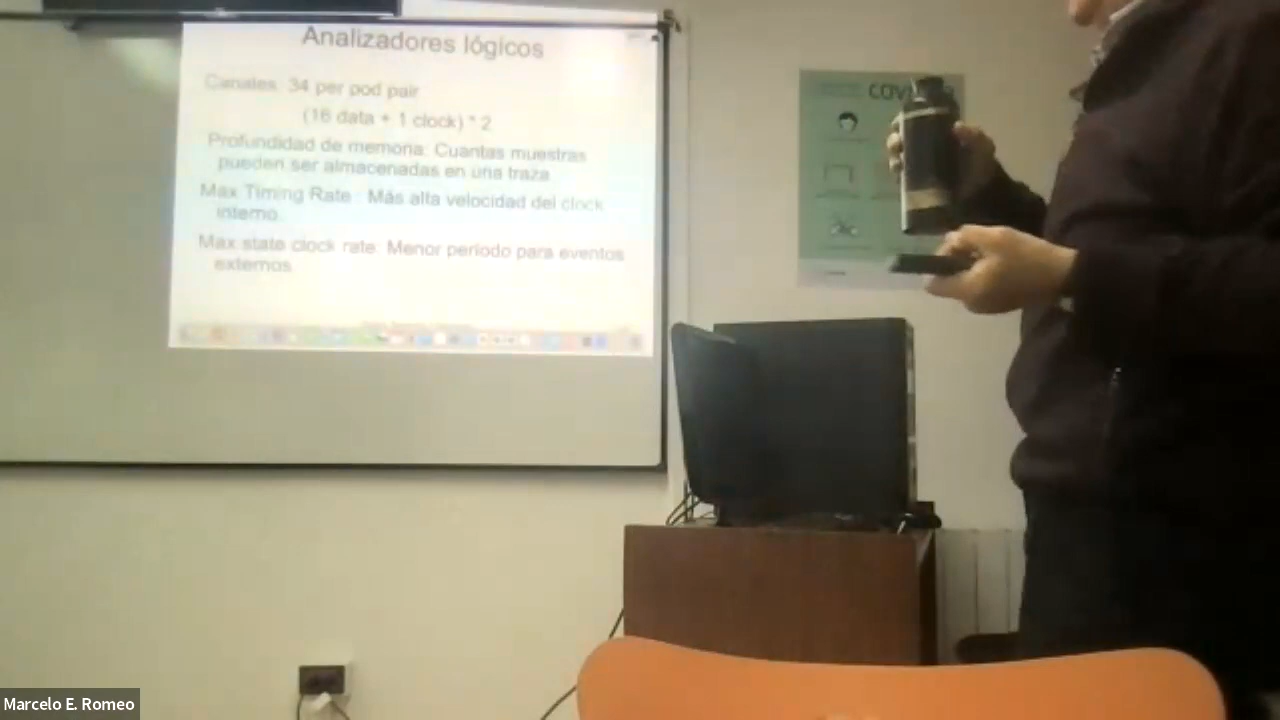 Analizadores lógicos
Canales: 34 per pod pair
(16 data + 1 clock) * 2
Profundidad de memoria: Cuantas muestras
pueden ser almacenadas en una traza
Max Timing Rate : Más alta velocidad del clock
interno.
Max state clock rate: Menor período para eventos
externos
COV
Marcelo E. Romeo